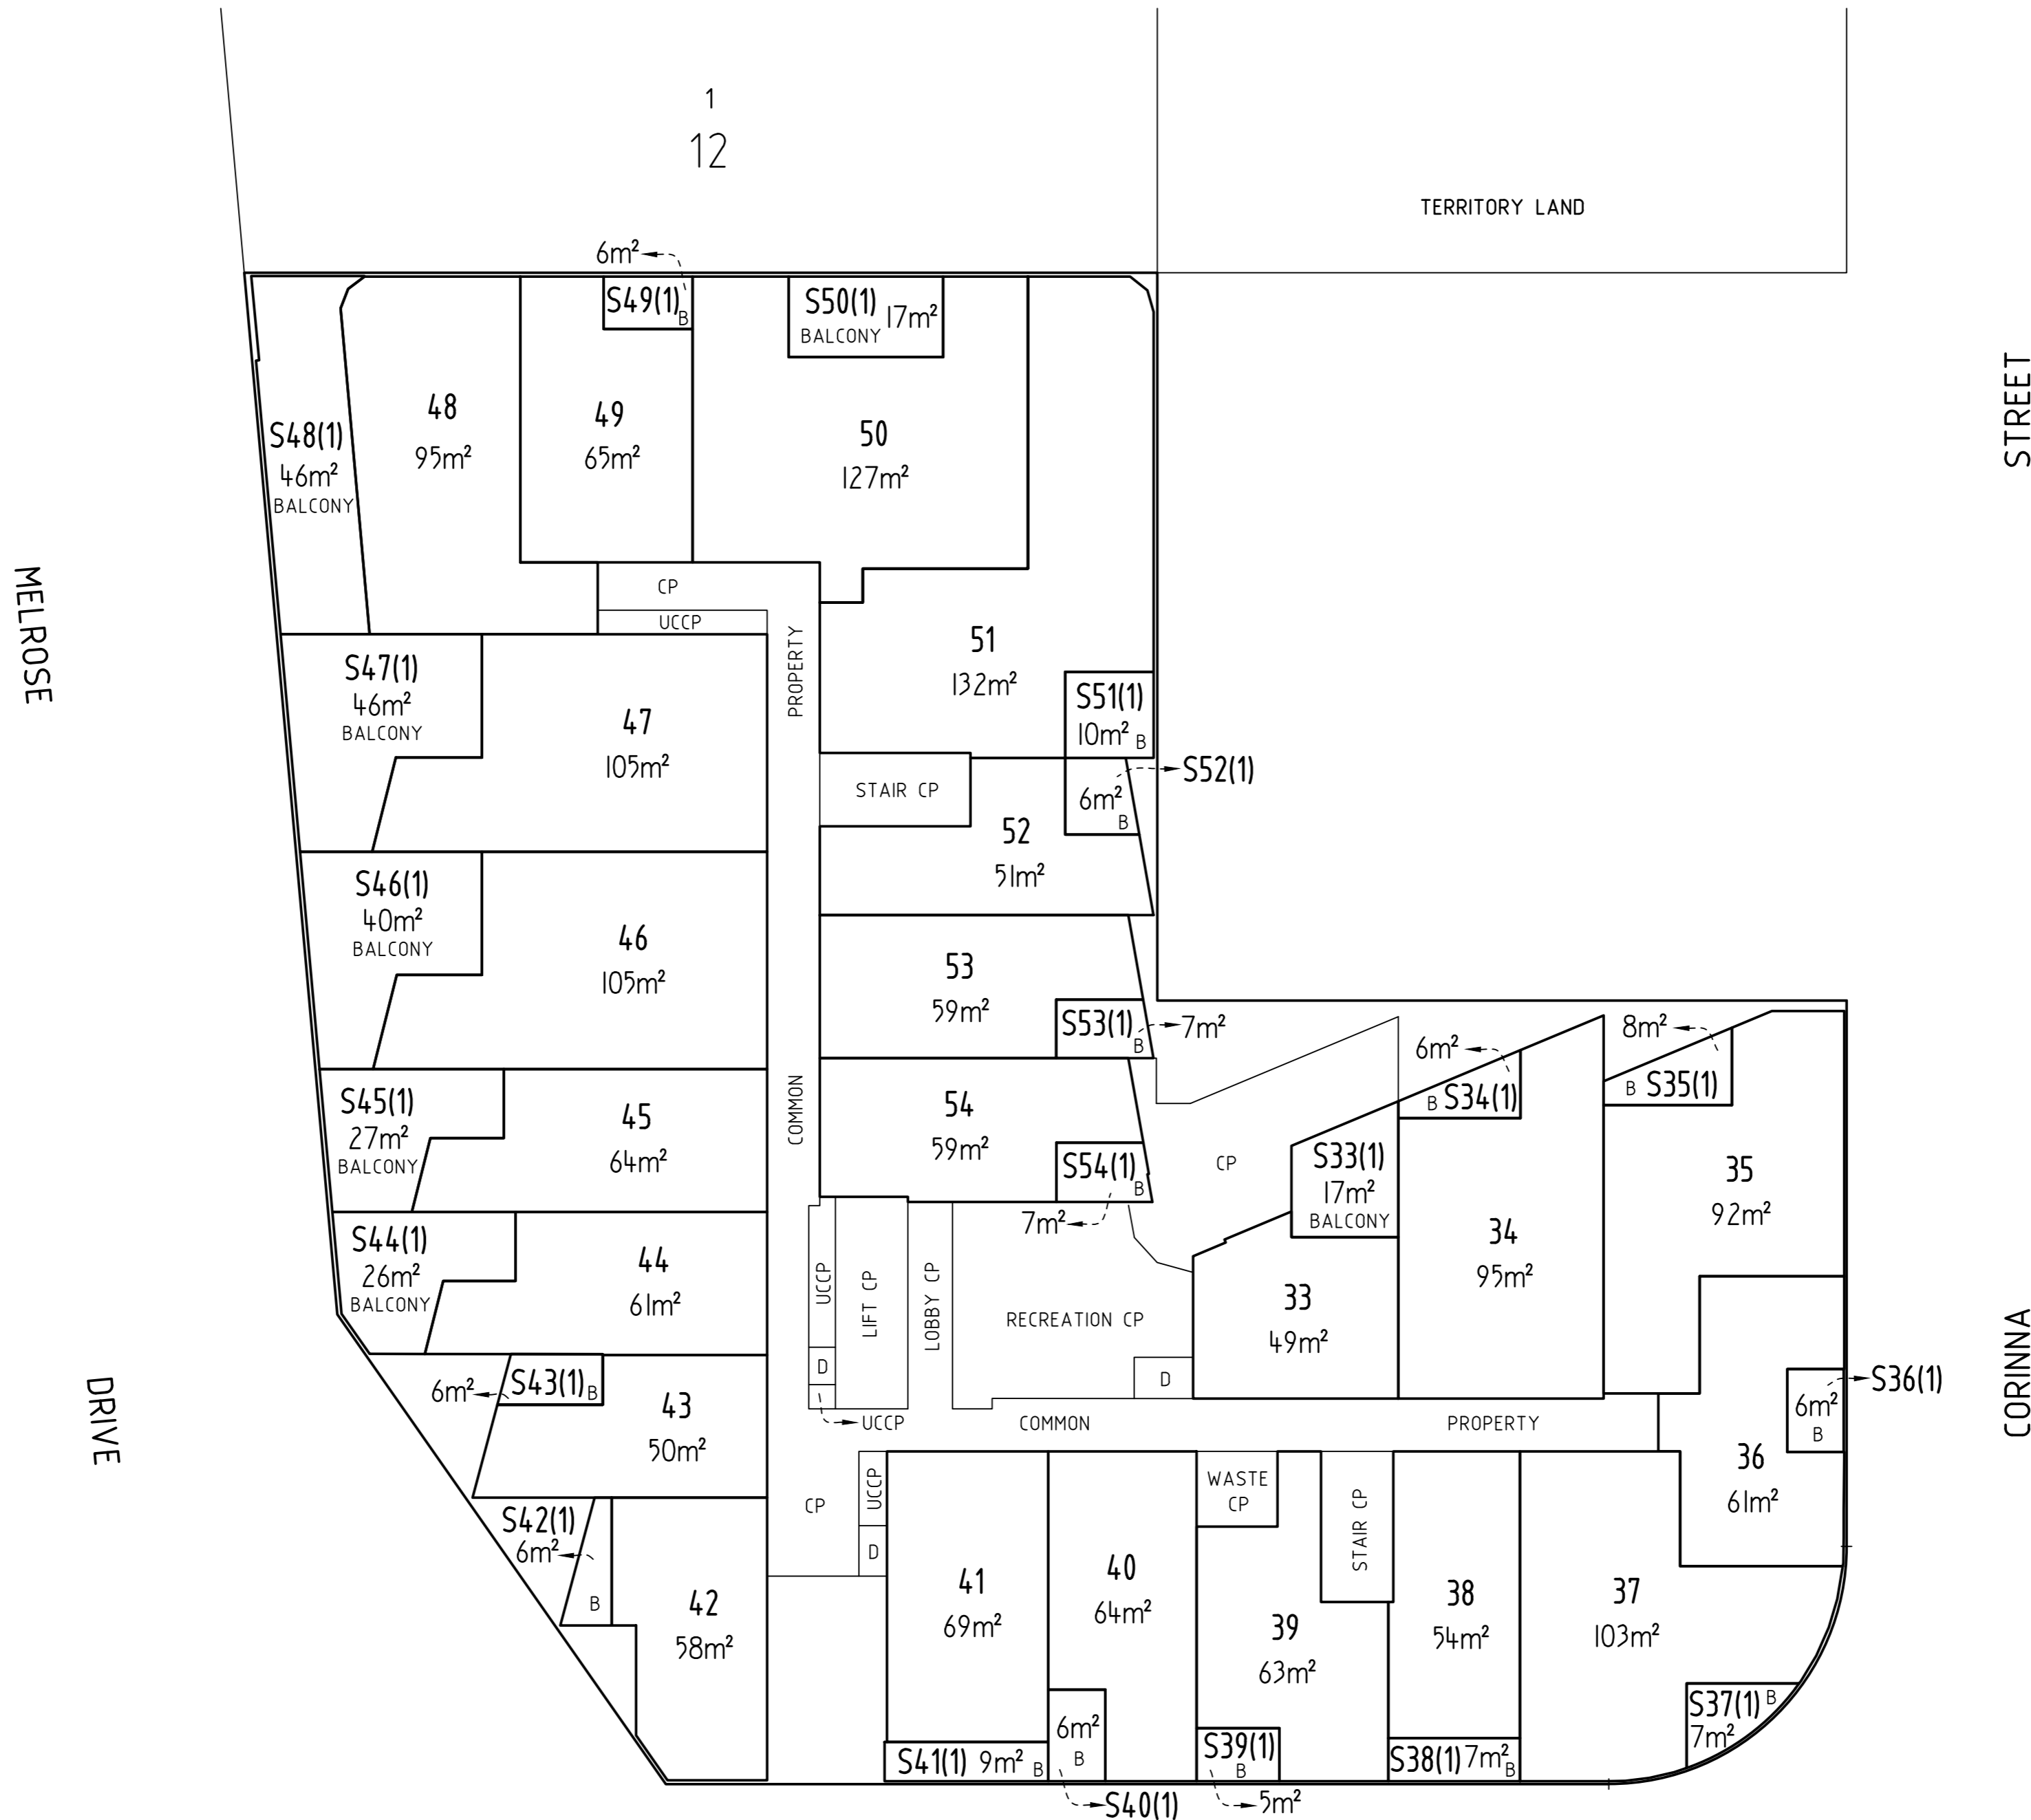 1
12
TERRITORY LAND
6m²
S49(1)
B
S50(1)
17m²
BALCONY
STREET
48
95m²
49
65m²
50
127m²
S48(1)
46m²
BALCONY
MELROSE
CP
UCCP
PROPERTY
51
132m²
S47(1)
46m²
BALCONY
47
105m²
S51(1)
10m² B
STAIR CP
S52(1)
6m²
B
52
51m²
S46(1)
40m²
BALCONY
46
105m²
53
59m²
S53(1)
B
7m²
6m²
8m²
B S34(1)
B S35(1)
COMMON
S45(1)
27m²
BALCONY
45
64m²
54
59m²
S54(1)
B
7m²
CP
S33(1)
17m²
BALCONY
34
95m²
35
92m²
S44(1)
26m²
BALCONY
44
61m²
UCCP
LIFT CP
LOBBY CP
RECREATION CP
33
49m²
CORINNA
D
D
DRIVE
6m²
S43(1)
B
43
50m²
UCCP
COMMON
PROPERTY
S36(1)
6m²
B
36
61m²
CP
UCCP
D
WASTE
CP
STAIR CP
S42(1)
6m²
B
42
58m²
41
69m²
40
64m²
39
63m²
38
54m²
37
103m²
S41(1) 9m² B
6m²
B
S40(1)
S39(1)
B
5m²
S38(1) 7m²
B
S37(1) B
7m²